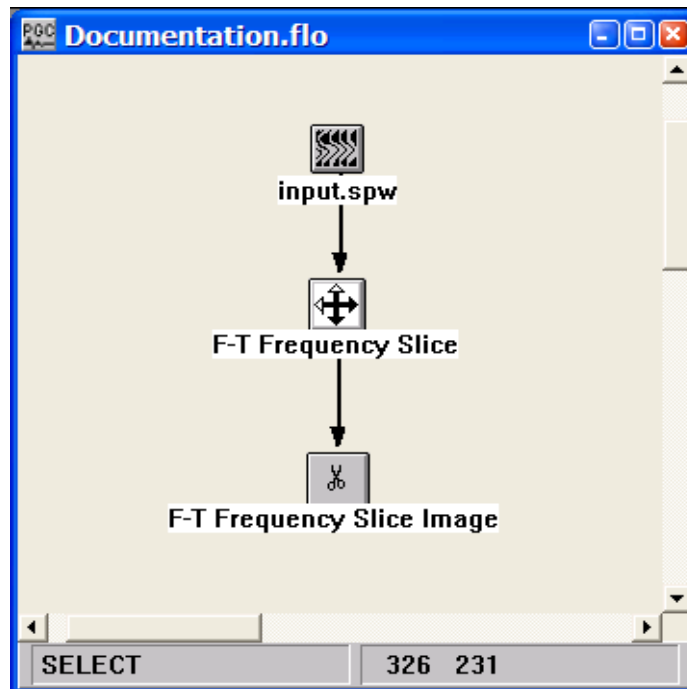 PGC
Documentation.flo
input.spw
F-T Frequency Slice
F-T Frequency Slice Image
SELECT
326 231